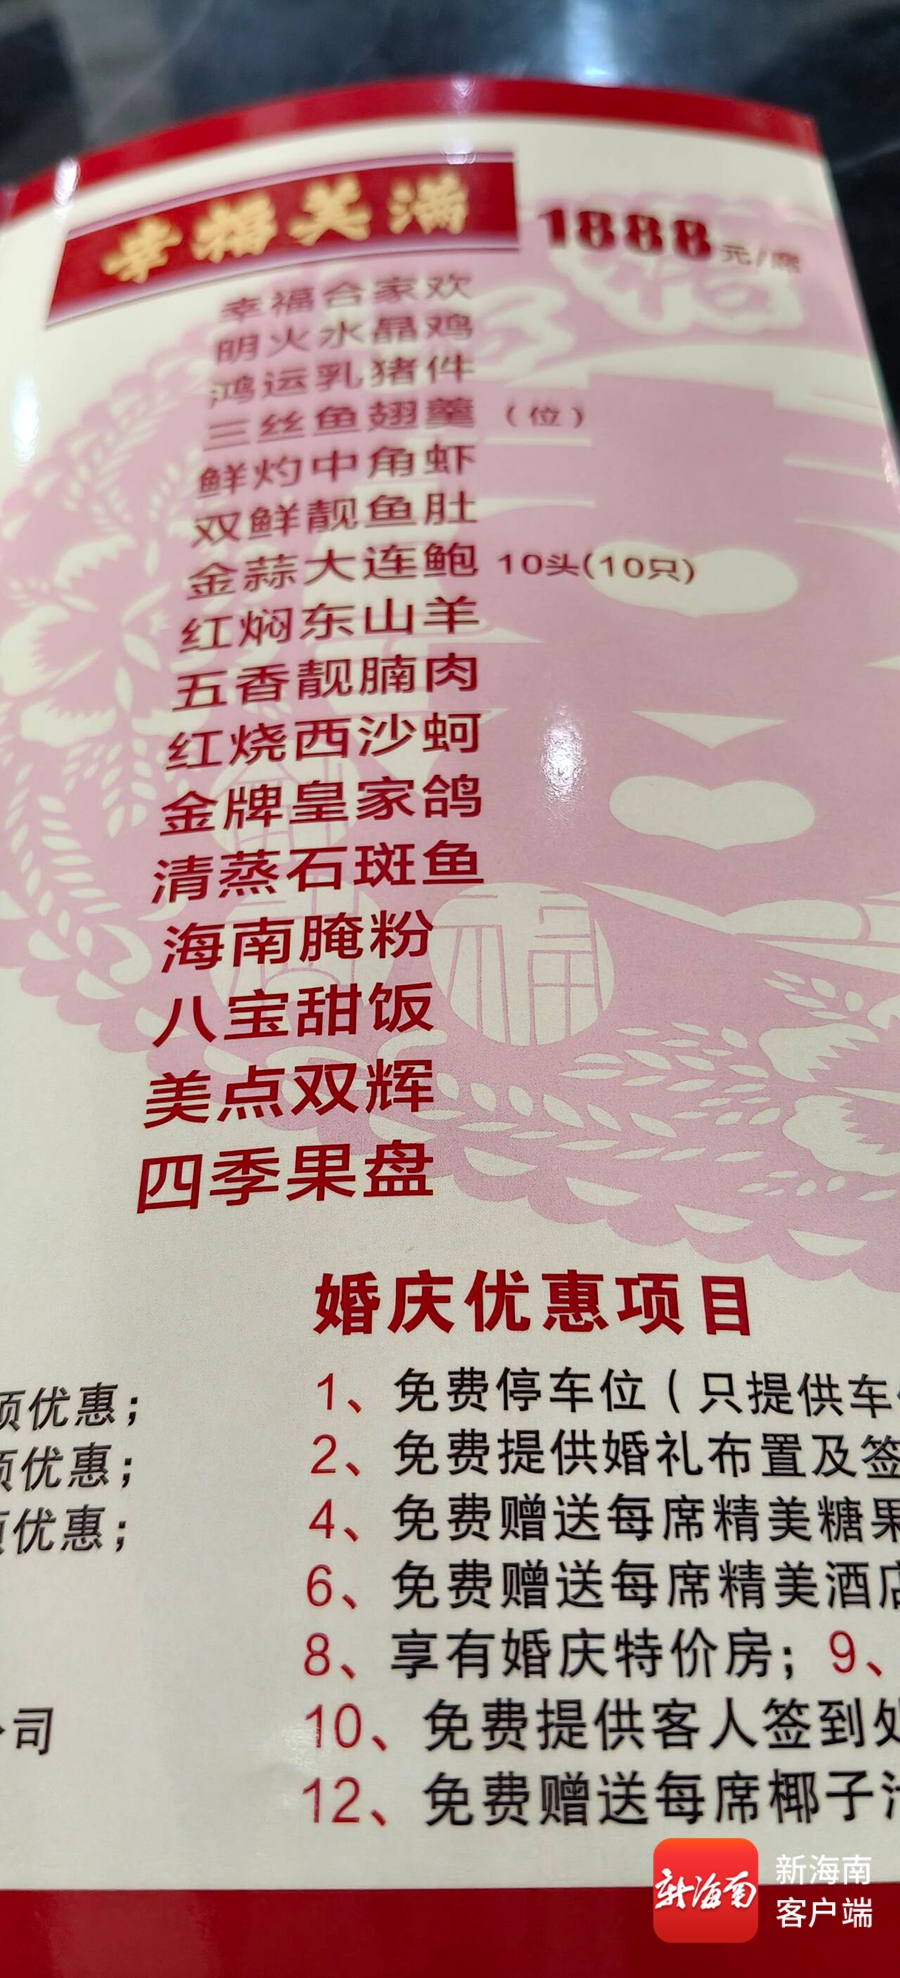 幸福美满 1888元/席
幸福合家欢
明火水晶鸡
鸿运乳猪件
三丝鱼翅羹（位）
鲜灼中角虾
双鲜靓鱼肚
金蒜大连鲍 10头(10只)
红焖东山羊
五香靓腩肉
红烧西沙蚵
金牌皇家鸽
清蒸石斑鱼
海南腌粉
八宝甜饭
美点双辉
四季果盘
福
婚庆优惠项目
项优惠；
项优惠；
项优惠；
公司
1、免费停车位（只提供车
2、免费提供婚礼布置及签
4、免费赠送每席精美糖果
6、免费赠送每席精美酒店
8、享有婚庆特价房；9、
10、免费提供客人签到处
12、免费赠送每席椰子汁
新海南
新海南
客户端